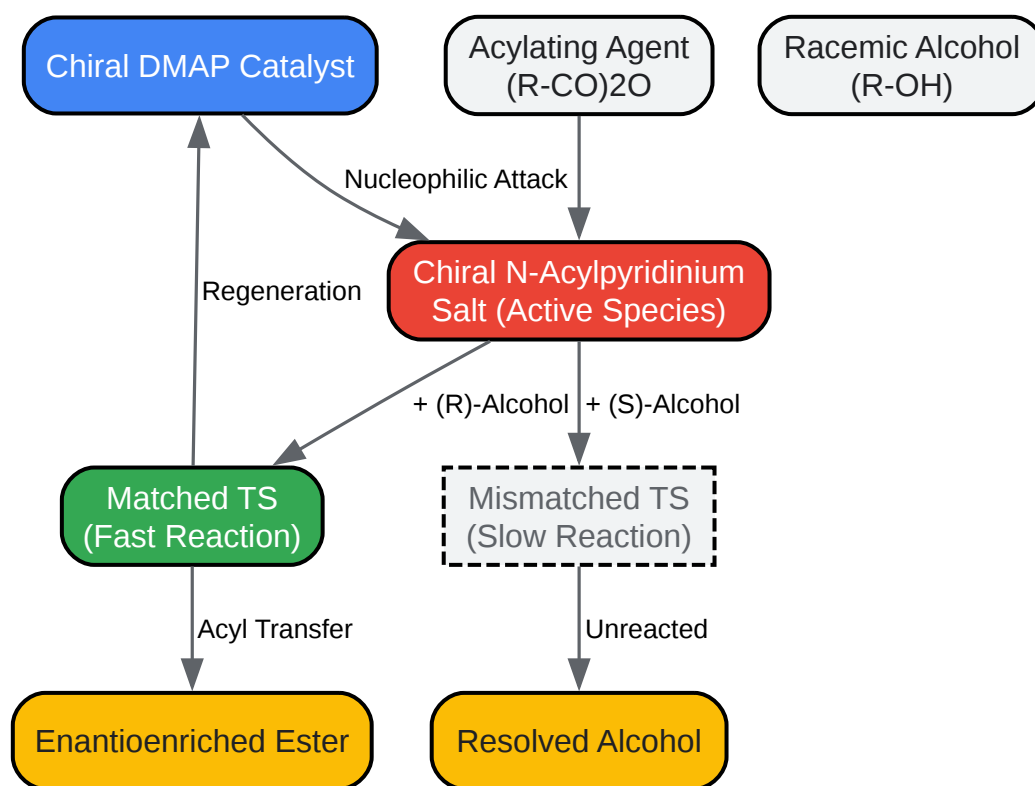 Chiral DMAP Catalyst
Acylating Agent
(R-CO)2O
Racemic Alcohol
(R-OH)
Nucleophilic Attack
Chiral N-Acylpyridinium
Salt (Active Species)
Regeneration
+ (R)-Alcohol
+ (S)-Alcohol
Matched TS
(Fast Reaction)
Mismatched TS
(Slow Reaction)
Acyl Transfer
Unreacted
Enantioenriched Ester
Resolved Alcohol